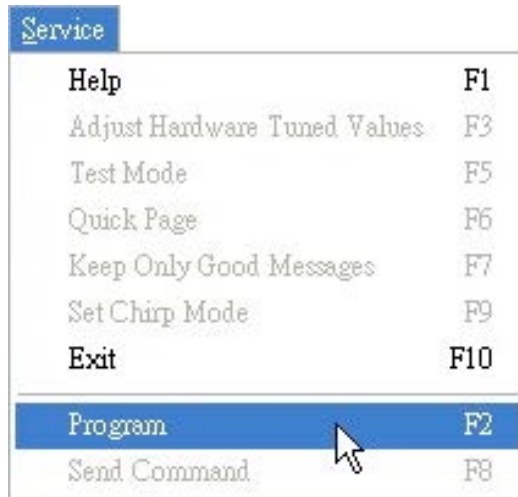 Service
Help F1
Adjust Hardware Tuned Values F3
Test Mode F5
Quick Page F6
Keep Only Good Messages F7
Set Chirp Mode F9
Exit F10
Program F2
Send Command F8